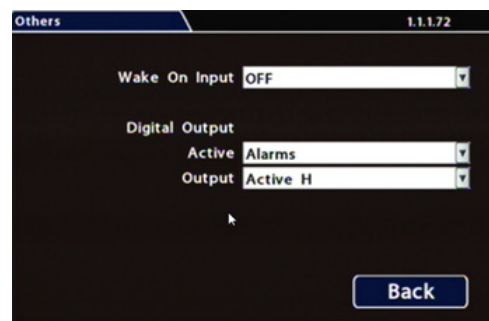 Others 1.1.1.72
Wake On Input OFF
Digital Output
Active Alarms
Output Active H
Back